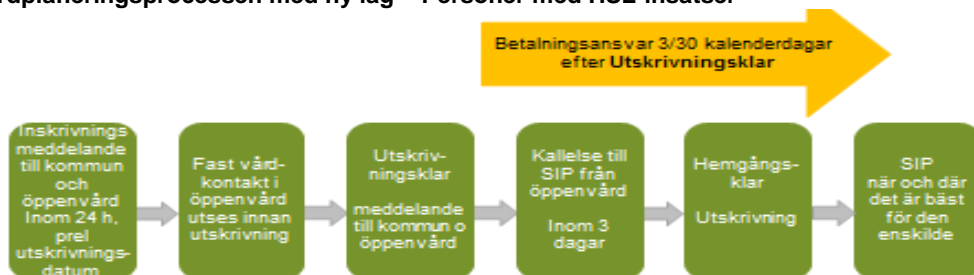 Betalningsansvar 3/30 kalenderdagar
efter Utskrivningsklar
Inskrivnings
meddelande
till kommun
och
öppenvård
Inom 24 h,
prel
utskrivnings-
datum
Fast vård-
kontakt i
öppenvård
utses innan
utskrivning
Utskriv-
ningsklar
meddelande
till kommun o
öppenvård
Kallelse till
SIP från
öppenvård
Inom 3
dagar
Hemgångs-
klar
Utskrivning
SIP
när och där
det är bäst
för den
enskilde